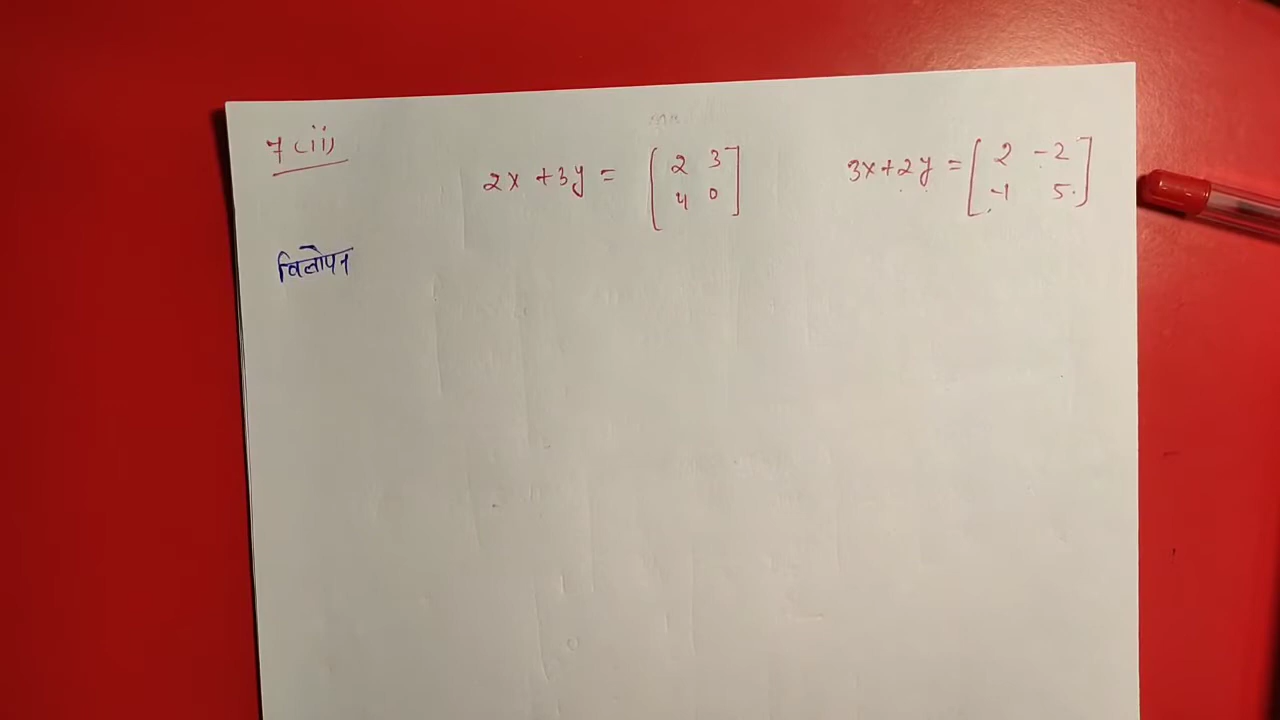 7 (ii)
2x + 3y = [ 2 3 3x + 2y = [ 2 -2
4 0 ] -1 5 ]
विलोपन